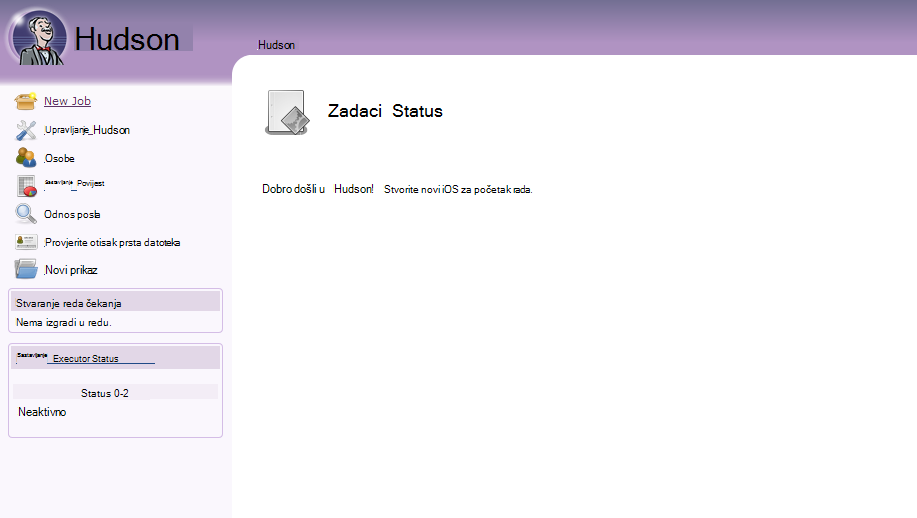 Hudson
Hudson
New Job
Upravljanje Hudson
Osobe
Sastavljanje Povijest
Odnos posla
Provjerite otisak prsta datoteka
Novi prikaz
Stvaranje reda čekanja
Nema izgradi u redu.
Sastavljanje Executor Status
Status 0-2
Neaktivno
Zadaci Status
Dobro došli u Hudson! Stvorite novi iOS za početak rada.